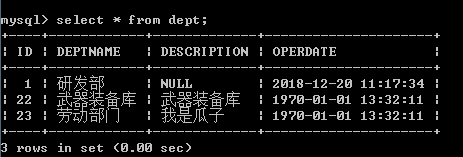 mysql> select * from dept;
+----+------------+-------------+---------------------+
| ID | DEPTNAME | DESCRIPTION | OPERDATE |
+----+------------+-------------+---------------------+
| 1 | 研发部 | NULL | 2018-12-20 11:17:34 |
| 22 | 武器装备库 | 武器装备库 | 1970-01-01 13:32:11 |
| 23 | 劳动部门 | 我是瓜子 | 1970-01-01 13:32:11 |
+----+------------+-------------+---------------------+
3 rows in set (0.00 sec)